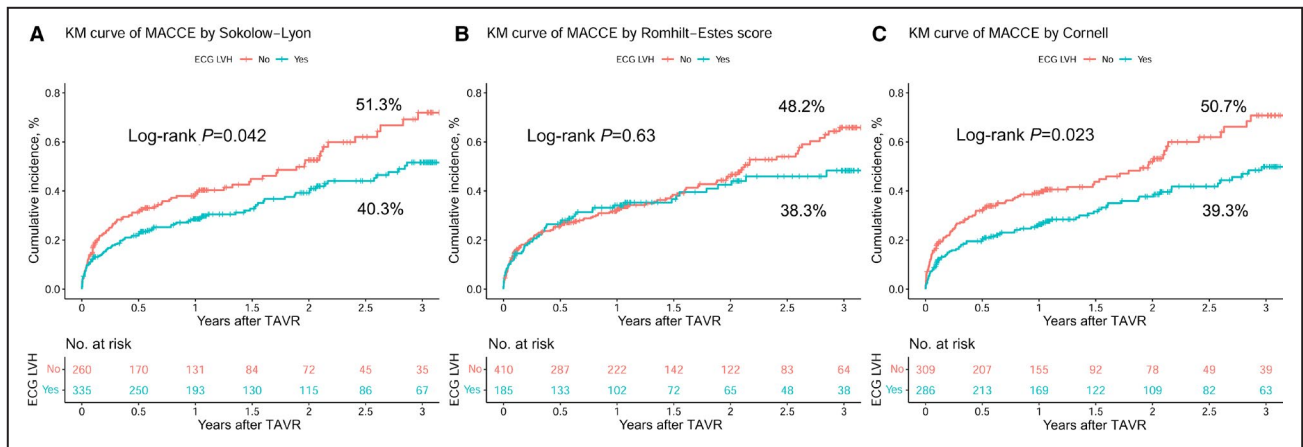 A KM curve of MACCE by Sokolow–Lyon
ECG LVH No Yes
Cumulative incidence, %
0.8
0.6
0.4
0.2
0.0
51.3%
Log-rank P=0.042
40.3%
0 0.5 1 1.5 2 2.5 3
Years after TAVR
No. at risk
ECG LVH
No 260 170 131 84 72 45 35
Yes 335 250 193 130 115 86 67
0 0.5 1 1.5 2 2.5 3
Years after TAVR
B KM curve of MACCE by Romhilt–Estes score
ECG LVH No Yes
Cumulative incidence, %
0.8
0.6
0.4
0.2
0.0
48.2%
Log-rank P=0.63
38.3%
0 0.5 1 1.5 2 2.5 3
Years after TAVR
No. at risk
ECG LVH
No 410 287 222 142 122 83 64
Yes 185 133 102 72 65 48 38
0 0.5 1 1.5 2 2.5 3
Years after TAVR
C KM curve of MACCE by Cornell
ECG LVH No Yes
Cumulative incidence, %
0.8
0.6
0.4
0.2
0.0
50.7%
Log-rank P=0.023
39.3%
0 0.5 1 1.5 2 2.5 3
Years after TAVR
No. at risk
ECG LVH
No 309 207 155 92 78 49 39
Yes 286 213 169 122 109 82 63
0 0.5 1 1.5 2 2.5 3
Years after TAVR